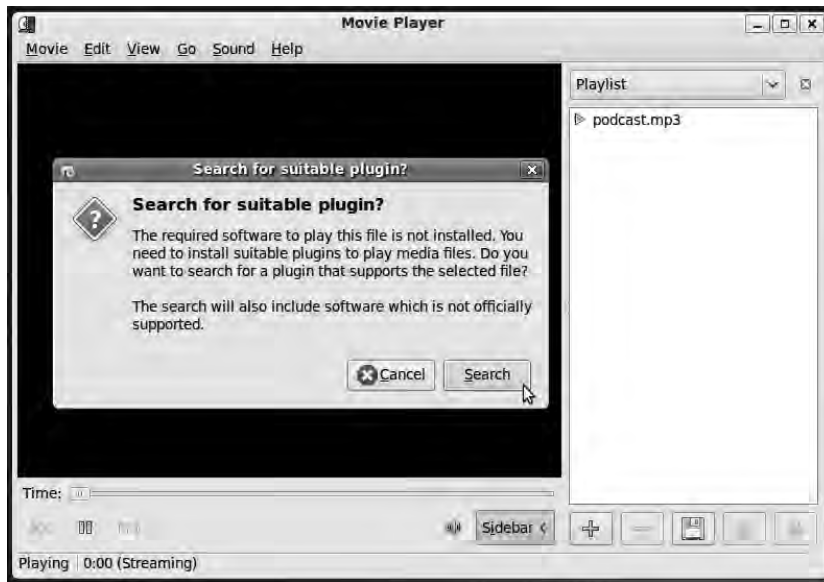 Movie Player
Movie Edit View Go Sound Help
Playlist
podcast.mp3
Search for suitable plugin?
Search for suitable plugin?
The required software to play this file is not installed. You
need to install suitable plugins to play media files. Do you
want to search for a plugin that supports the selected file?
The search will also include software which is not officially
supported.
Cancel Search
Time:
Sidebar
Playing 0:00 (Streaming)